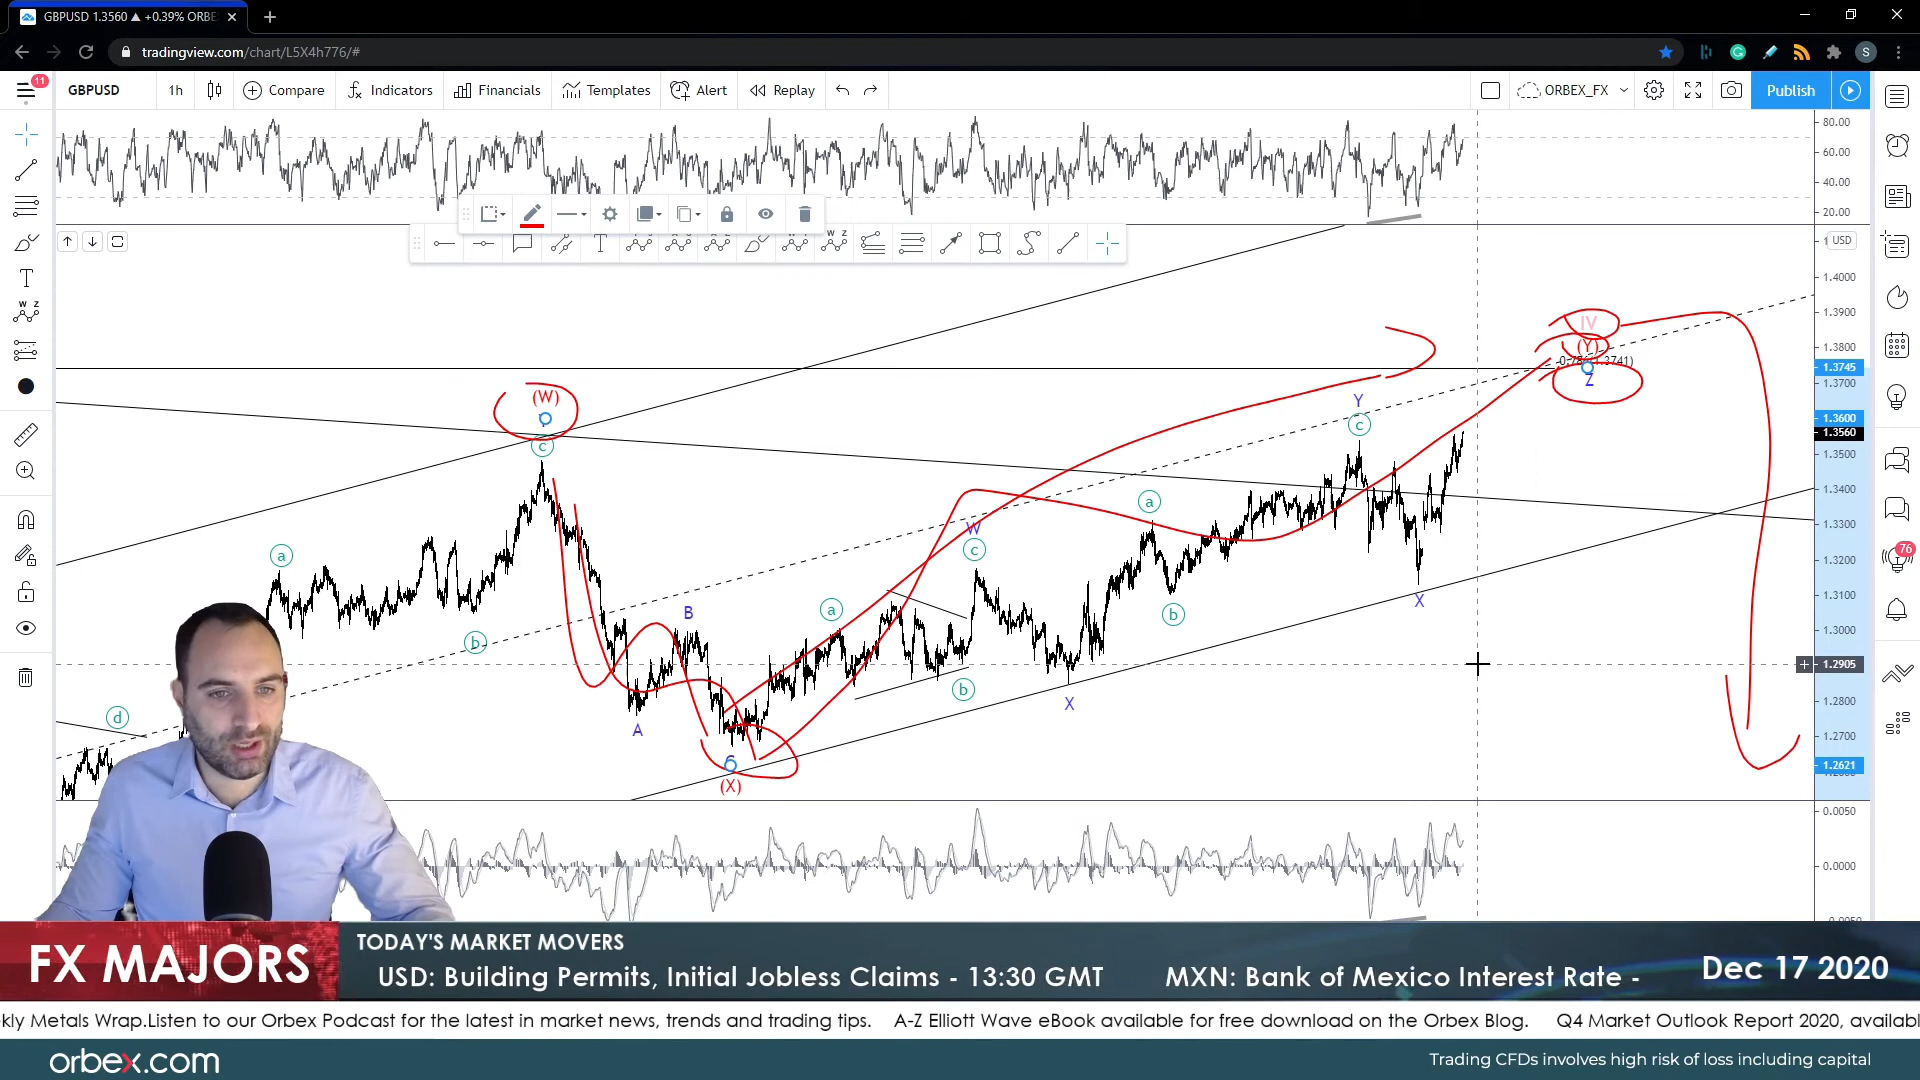 GBPUSD 1.3560 ▲ +0.39% ORBE
tradingview.com/chart/L5X4h776/#
S
11
GBPUSD 1h Compare Indicators Financials Templates Alert Replay ORBEX_FX Publish
80.00
60.00
40.00
20.00
T
W Z
USD
1.4000
1.3900
1.3800
1.3745
1.3700
1.3600
1.3560
1.3500
1.3400
1.3300
1.3200
1.3100
1.3000
1.2905
1.2800
1.2700
1.2621
IV
(Y)
Z
(W)
c
Y
c
a
b
d
A
B
(X)
a
b
W
c
X
a
b
X
76
0.0050
0.0000
FX MAJORS
TODAY'S MARKET MOVERS
USD: Building Permits, Initial Jobless Claims - 13:30 GMT MXN: Bank of Mexico Interest Rate -
Dec 17 2020
kly Metals Wrap.Listen to our Orbex Podcast for the latest in market news, trends and trading tips. A-Z Elliott Wave eBook available for free download on the Orbex Blog. Q4 Market Outlook Report 2020, availabl
orbex.com
Trading CFDs involves high risk of loss including capital